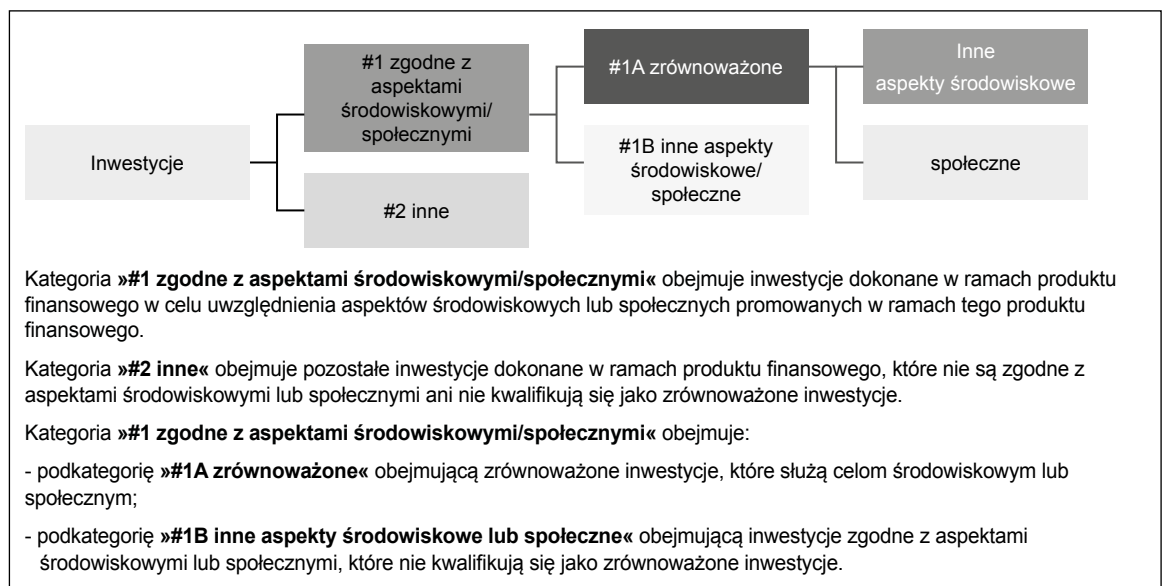 Inwestycje
#1 zgodne z
aspektami
środowiskowymi/
społecznymi
#2 inne
#1A zrównoważone
#1B inne aspekty
środowiskowe/
społeczne
Inne
aspekty środowiskowe
społeczne
Kategoria »#1 zgodne z aspektami środowiskowymi/społecznymi« obejmuje inwestycje dokonane w ramach produktu
finansowego w celu uwzględnienia aspektów środowiskowych lub społecznych promowanych w ramach tego produktu
finansowego.
Kategoria »#2 inne« obejmuje pozostałe inwestycje dokonane w ramach produktu finansowego, które nie są zgodne z
aspektami środowiskowymi lub społecznymi ani nie kwalifikują się jako zrównoważone inwestycje.
Kategoria »#1 zgodne z aspektami środowiskowymi/społecznymi« obejmuje:
- podkategorię »#1A zrównoważone« obejmującą zrównoważone inwestycje, które służą celom środowiskowym lub
społecznym;
- podkategorię »#1B inne aspekty środowiskowe lub społeczne« obejmującą inwestycje zgodne z aspektami
środowiskowymi lub społecznymi, które nie kwalifikują się jako zrównoważone inwestycje.